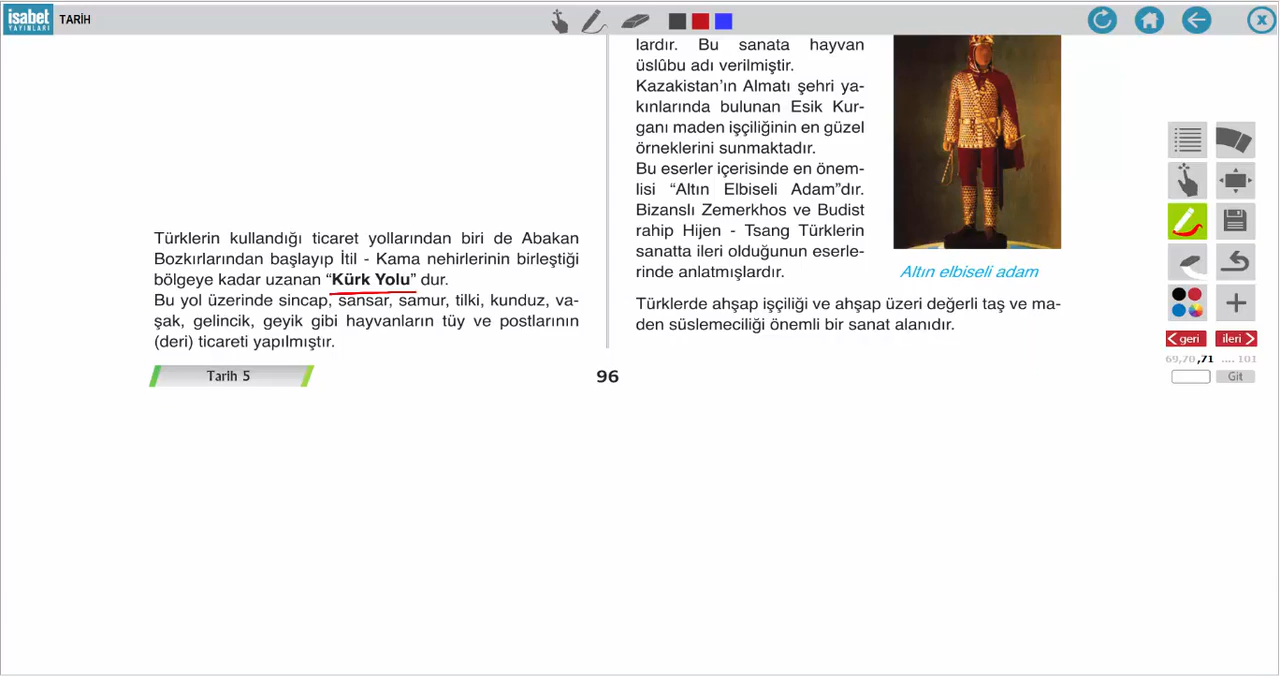 isabet
YAYINLARI
TARİH
Türklerin kullandığı ticaret yollarından biri de Abakan
Bozkırlarından başlayıp İtil - Kama nehirlerinin birleştiği
bölgeye kadar uzanan “Kürk Yolu” dur.
Bu yol üzerinde sincap, sansar, samur, tilki, kunduz, va-
şak, gelincik, geyik gibi hayvanların tüy ve postlarının
(deri) ticareti yapılmıştır.
lardır. Bu sanata hayvan
üslûbu adı verilmiştir.
Kazakistan’ın Almatı şehri ya-
kınlarında bulunan Esik Kur-
ganı maden işçiliğinin en güzel
örneklerini sunmaktadır.
Bu eserler içerisinde en önem-
lisi “Altın Elbiseli Adam”dır.
Bizanslı Zemerkhos ve Budist
rahip Hijen - Tsang Türklerin
sanatta ileri olduğunun eserle-
rinde anlatmışlardır.
Altın elbiseli adam
Türklerde ahşap işçiliği ve ahşap üzeri değerli taş ve ma-
den süslemeciliği önemli bir sanat alanıdır.
Tarih 5
96
geri
ileri
69,70,71 .... 101
Git